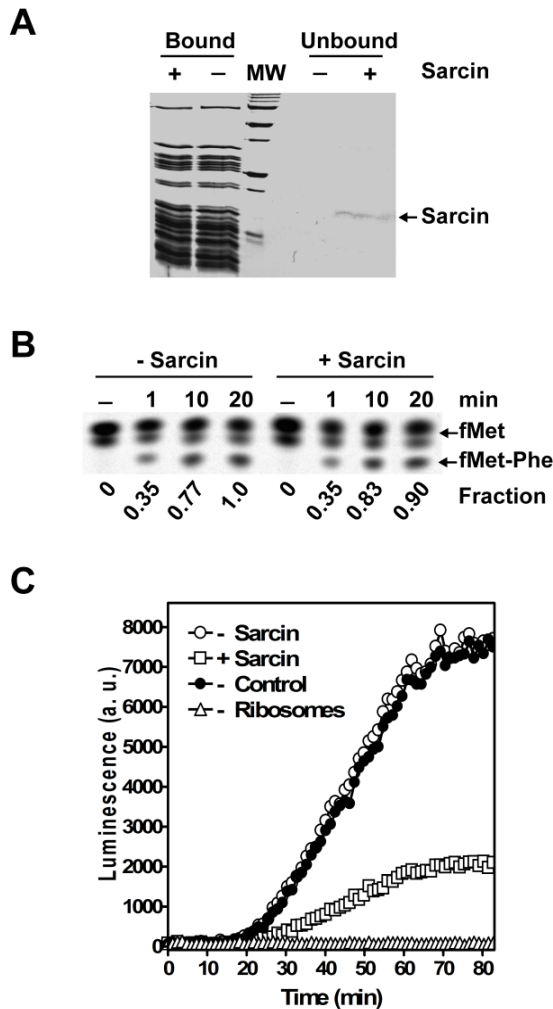 A
Bound Unbound
+ – MW – + Sarcin
Sarcin
B
- Sarcin + Sarcin
– 1 10 20 – 1 10 20 min
fMet
fMet-Phe
0 0.35 0.77 1.0 0 0.35 0.83 0.90 Fraction
C
8000
7000
6000
5000
4000
3000
2000
1000
0
Luminescence (a. u.)
- Sarcin
+ Sarcin
- Control
- Ribosomes
0 10 20 30 40 50 60 70 80
Time (min)